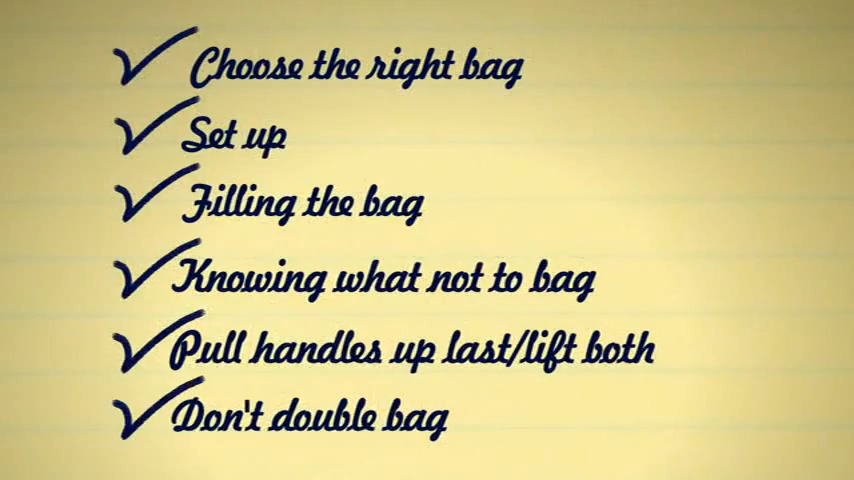 Choose the right bag
Set up
Filling the bag
Knowing what not to bag
Pull handles up last/lift both
Don't double bag